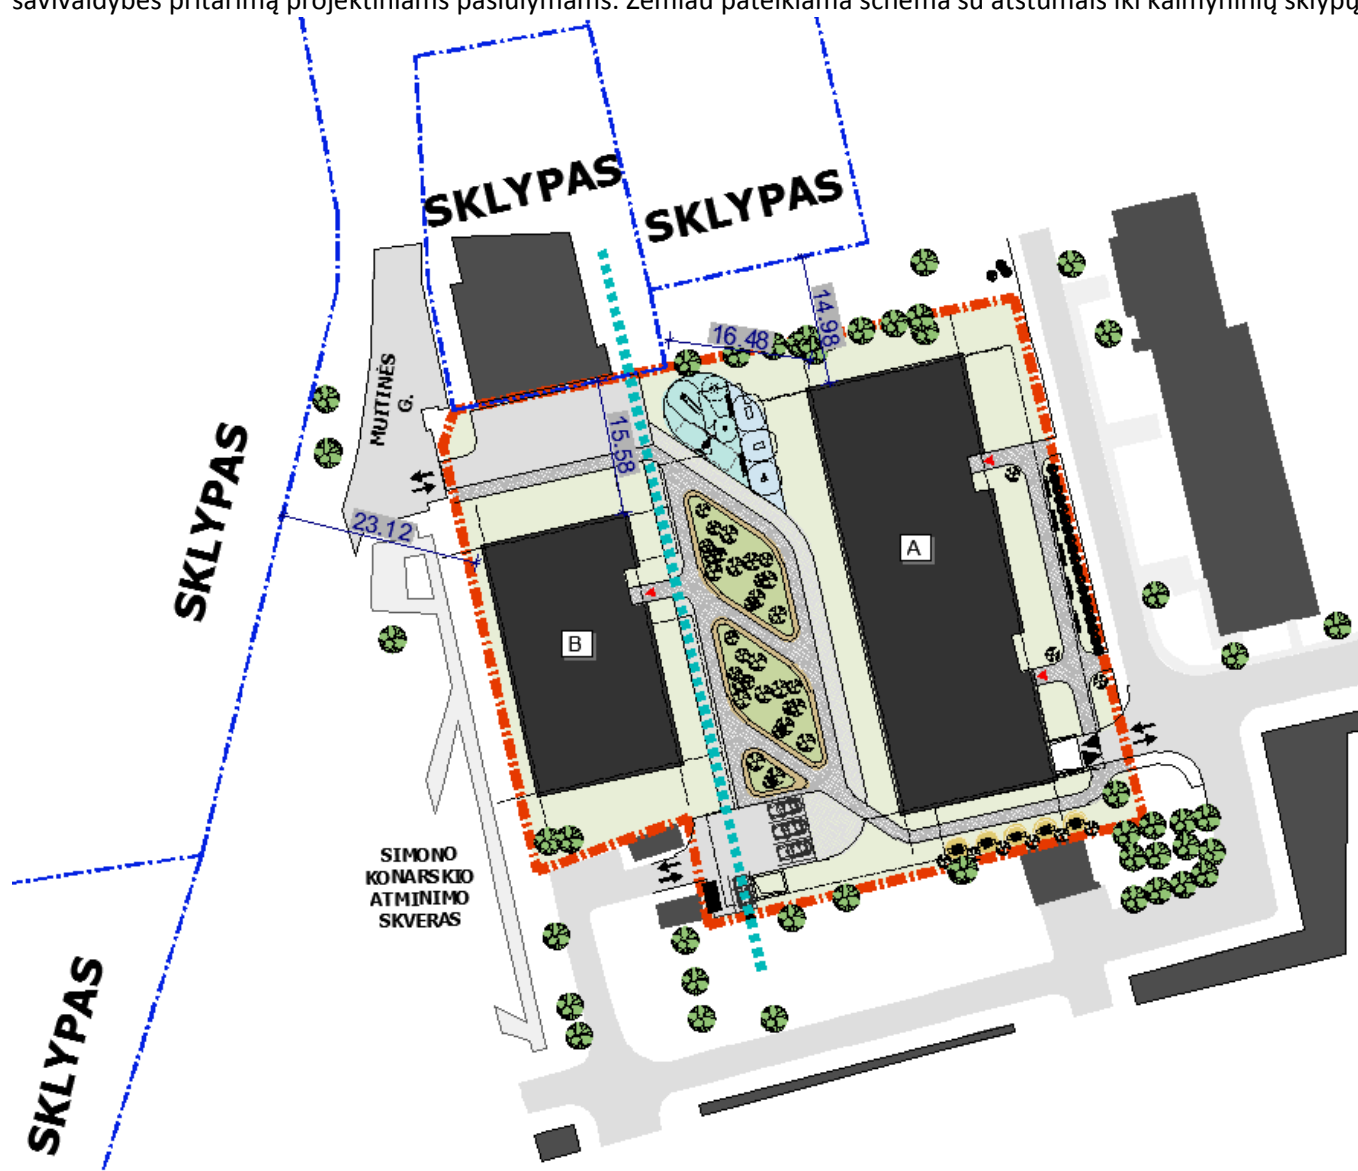 savivaldybės pritarimą projektiniams pasiūlymams. Žemiau pateikiama schema su atstumais iki kaimyninių sklypų
SKLYPAS
SKLYPAS
14.98
16.48
MUITINĖS
G.
15.58
SKLYPAS
23.12
A
B
SIMONO
KONARSKIO
ATMINIMO
SKVERAS
SKLYPAS